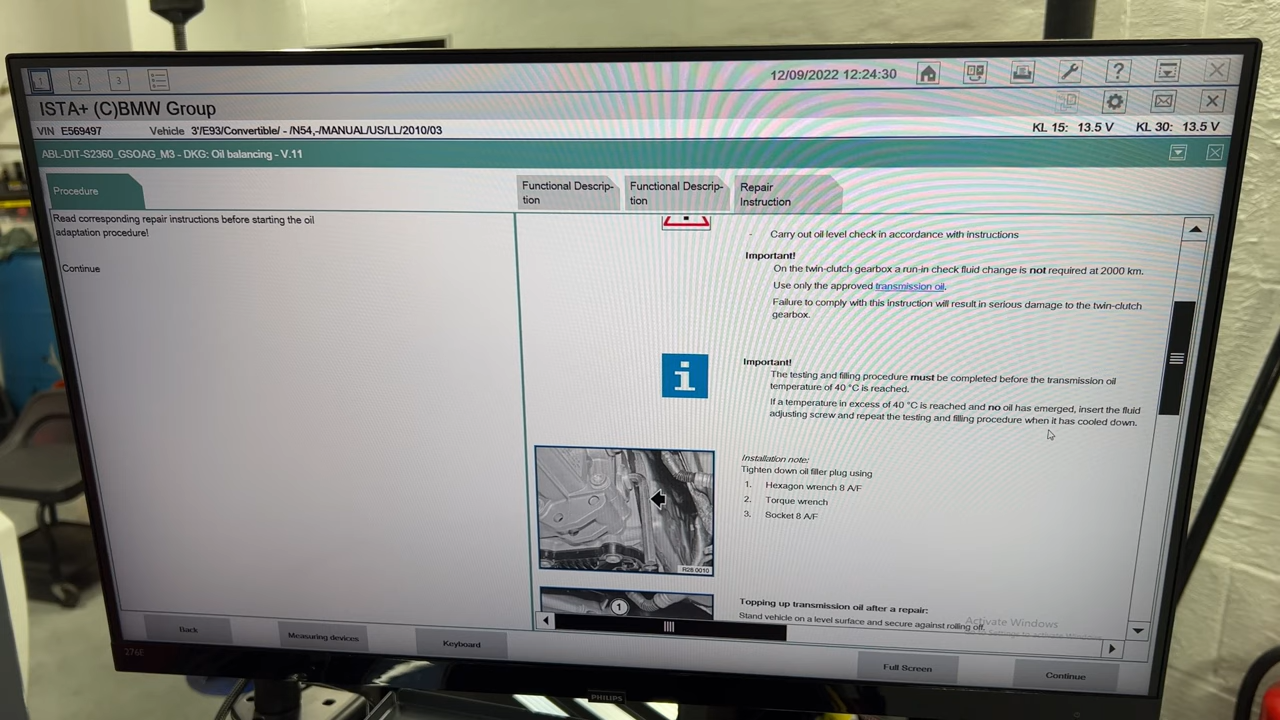 1 2 3
12/09/2022 12:24:30
ISTA+ (C)BMW Group
VIN E569497 Vehicle 3'/E93/Convertible/ - /N54,-/MANUAL/US/LL/2010/03
KL 15: 13.5 V KL 30: 13.5 V
ABL-DIT-S2360_GSOAG_M3 - DKG: Oil balancing - V.11
Procedure
Functional Descrip-
tion
Functional Descrip-
tion
Repair
Instruction
Read corresponding repair instructions before starting the oil
adaptation procedure!
Continue
- Carry out oil level check in accordance with instructions
Important!
On the twin-clutch gearbox a run-in check fluid change is not required at 2000 km.
Use only the approved transmission oil.
Failure to comply with this instruction will result in serious damage to the twin-clutch
gearbox.
i
Important!
The testing and filling procedure must be completed before the transmission oil
temperature of 40 °C is reached.
If a temperature in excess of 40 °C is reached and no oil has emerged, insert the fluid
adjusting screw and repeat the testing and filling procedure when it has cooled down.
R28 0010
Installation note:
Tighten down oil filler plug using
1. Hexagon wrench 8 A/F
2. Torque wrench
3. Socket 8 A/F
1
Topping up transmission oil after a repair:
Stand vehicle on a level surface and secure against rolling off.
Activate Windows
Back
Measuring devices
Keyboard
Full Screen
Continue
276E
PHILIPS